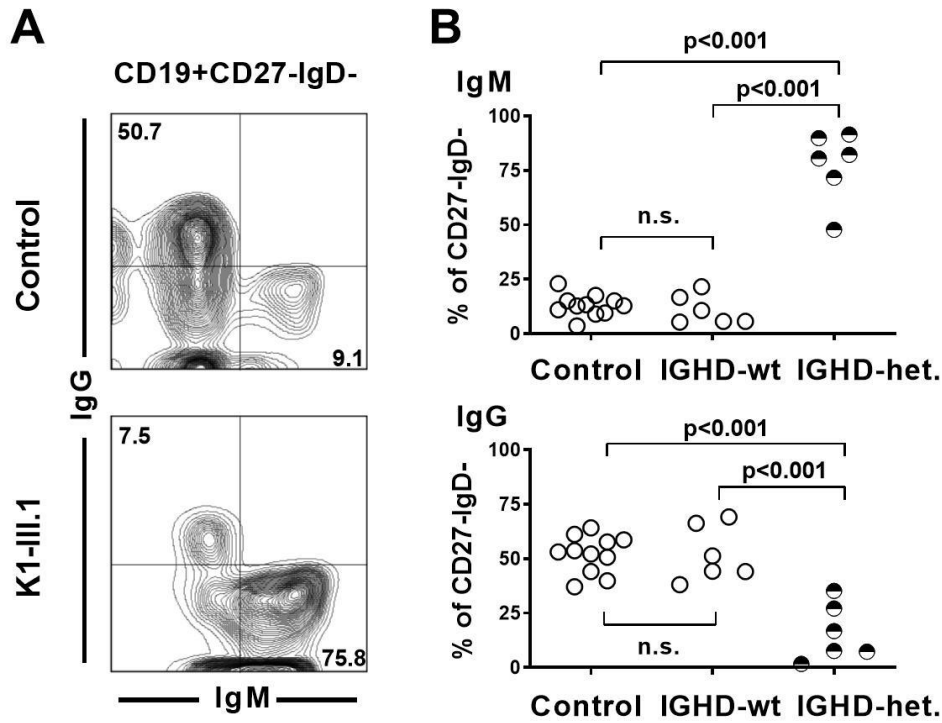 A
CD19+CD27-IgD-
Control
50.7
9.1
IgG
K1-III.1
7.5
75.8
IgM
B
p<0.001
IgM
p<0.001
% of CD27-IgD-
100
75
50
25
0
n.s.
Control IGHD-wt IGHD-het.
IgG
p<0.001
p<0.001
% of CD27-IgD-
100
75
50
25
0
n.s.
Control IGHD-wt IGHD-het.